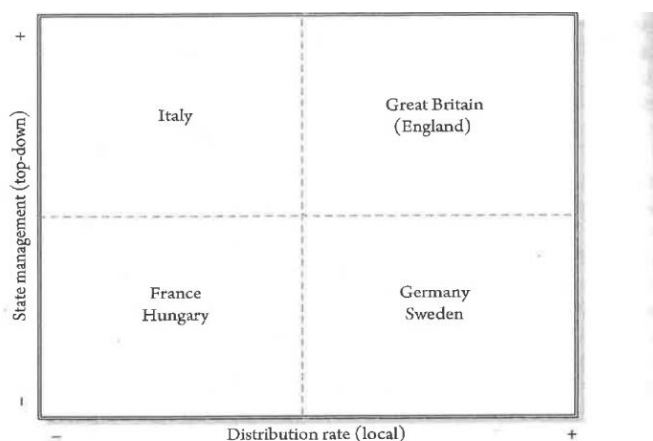 +
State management (top-down)
–
Italy
Great Britain
(England)
France
Hungary
Germany
Sweden
–
Distribution rate (local)
+